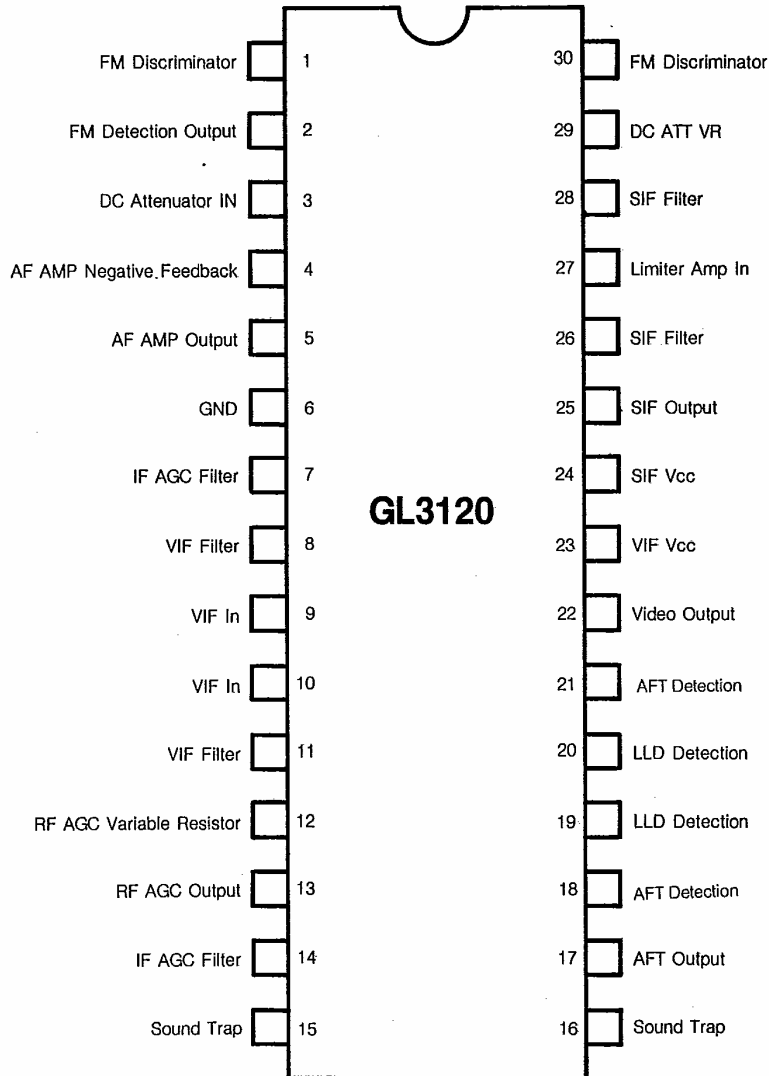 FM Discriminator 1 30 FM Discriminator
FM Detection Output 2 29 DC ATT VR
DC Attenuator IN 3 28 SIF Filter
AF AMP Negative Feedback 4 27 Limiter Amp In
AF AMP Output 5 26 SIF Filter
GND 6 25 SIF Output
IF AGC Filter 7 24 SIF Vcc
GL3120
VIF Filter 8 23 VIF Vcc
VIF In 9 22 Video Output
VIF In 10 21 AFT Detection
VIF Filter 11 20 LLD Detection
RF AGC Variable Resistor 12 19 LLD Detection
RF AGC Output 13 18 AFT Detection
IF AGC Filter 14 17 AFT Output
Sound Trap 15 16 Sound Trap